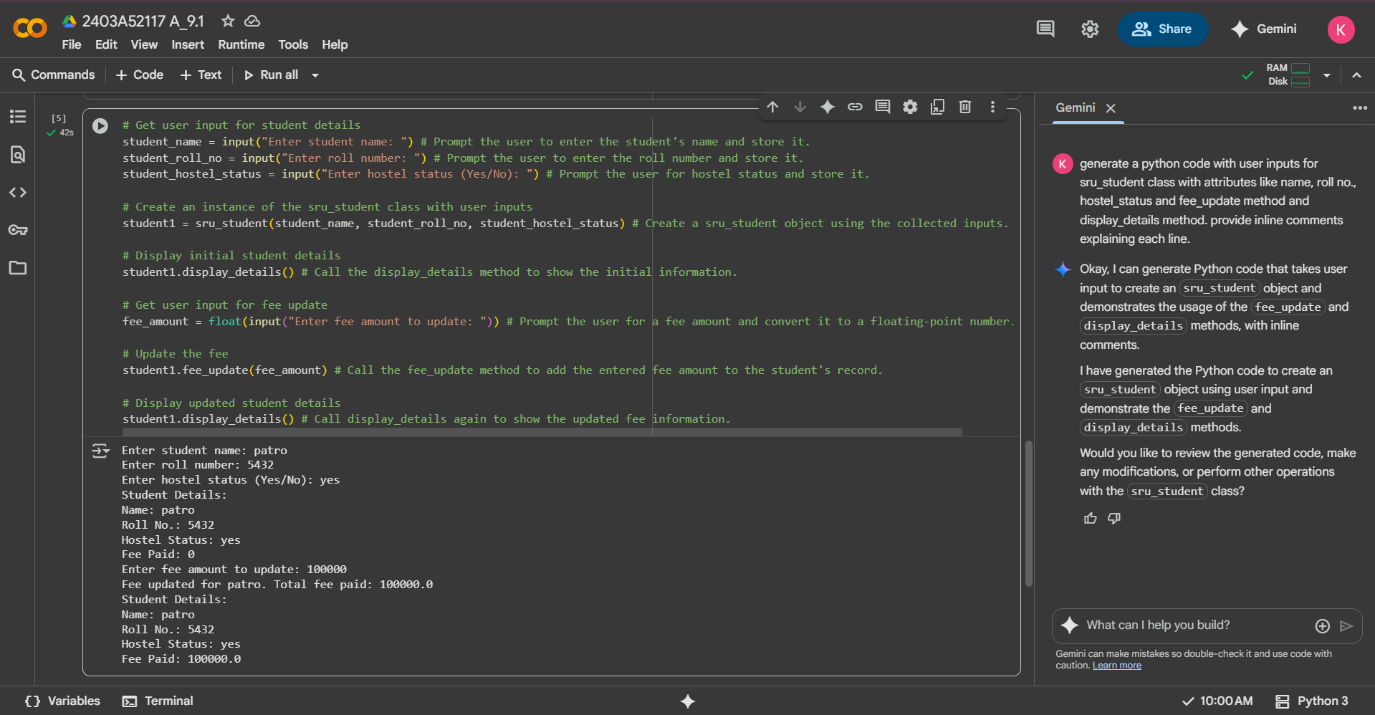 2403A52117 A_9.1
File Edit View Insert Runtime Tools Help
Share
Gemini
K
Commands + Code + Text Run all
RAM
Disk
[5]
42s
# Get user input for student details
student_name = input("Enter student name: ") # Prompt the user to enter the student's name and store it.
student_roll_no = input("Enter roll number: ") # Prompt the user to enter the roll number and store it.
student_hostel_status = input("Enter hostel status (Yes/No): ") # Prompt the user for hostel status and store it.
# Create an instance of the sru_student class with user inputs
student1 = sru_student(student_name, student_roll_no, student_hostel_status) # Create a sru_student object using the collected inputs.
# Display initial student details
student1.display_details() # Call the display_details method to show the initial information.
# Get user input for fee update
fee_amount = float(input("Enter fee amount to update: ")) # Prompt the user for a fee amount and convert it to a floating-point number.
# Update the fee
student1.fee_update(fee_amount) # Call the fee_update method to add the entered fee amount to the student's record.
# Display updated student details
student1.display_details() # Call display_details again to show the updated fee information.
Enter student name: patro
Enter roll number: 5432
Enter hostel status (Yes/No): yes
Student Details:
Name: patro
Roll No.: 5432
Hostel Status: yes
Fee Paid: 0
Enter fee amount to update: 100000
Fee updated for patro. Total fee paid: 100000.0
Student Details:
Name: patro
Roll No.: 5432
Hostel Status: yes
Fee Paid: 100000.0
Gemini
K
generate a python code with user inputs for
sru_student class with attributes like name, roll no.,
hostel_status and fee_update method and
display_details method. provide inline comments
explaining each line.
Okay, I can generate Python code that takes user
input to create an sru_student object and
demonstrates the usage of the fee_update and
display_details methods, with inline
comments.
I have generated the Python code to create an
sru_student object using user input and
demonstrate the fee_update and
display_details methods.
Would you like to review the generated code, make
any modifications, or perform other operations
with the sru_student class?
What can I help you build?
Gemini can make mistakes so double-check it and use code with
caution. Learn more
Variables Terminal
10:00 AM Python 3